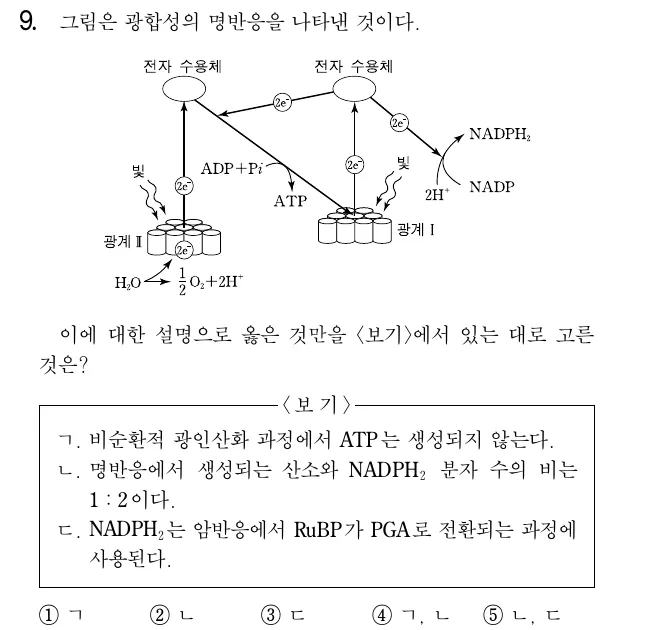 9. 그림은 광합성의 명반응을 나타낸 것이다.
전자 수용체
전자 수용체
2e⁻
2e⁻
NADPH₂
빛
ADP+Pi
2e⁻
2e⁻
빛
2H⁺
NADP
ATP
광계 Ⅱ
2e⁻
광계 Ⅰ
H₂O
1/2 O₂+2H⁺
이에 대한 설명으로 옳은 것만을 〈보기〉에서 있는 대로 고른
것은?
〈보 기〉
ㄱ. 비순환적 광인산화 과정에서 ATP는 생성되지 않는다.
ㄴ. 명반응에서 생성되는 산소와 NADPH₂ 분자 수의 비는
1 : 2이다.
ㄷ. NADPH₂는 암반응에서 RuBP가 PGA로 전환되는 과정에
사용된다.
① ㄱ ② ㄴ ③ ㄷ ④ ㄱ, ㄴ ⑤ ㄴ, ㄷ